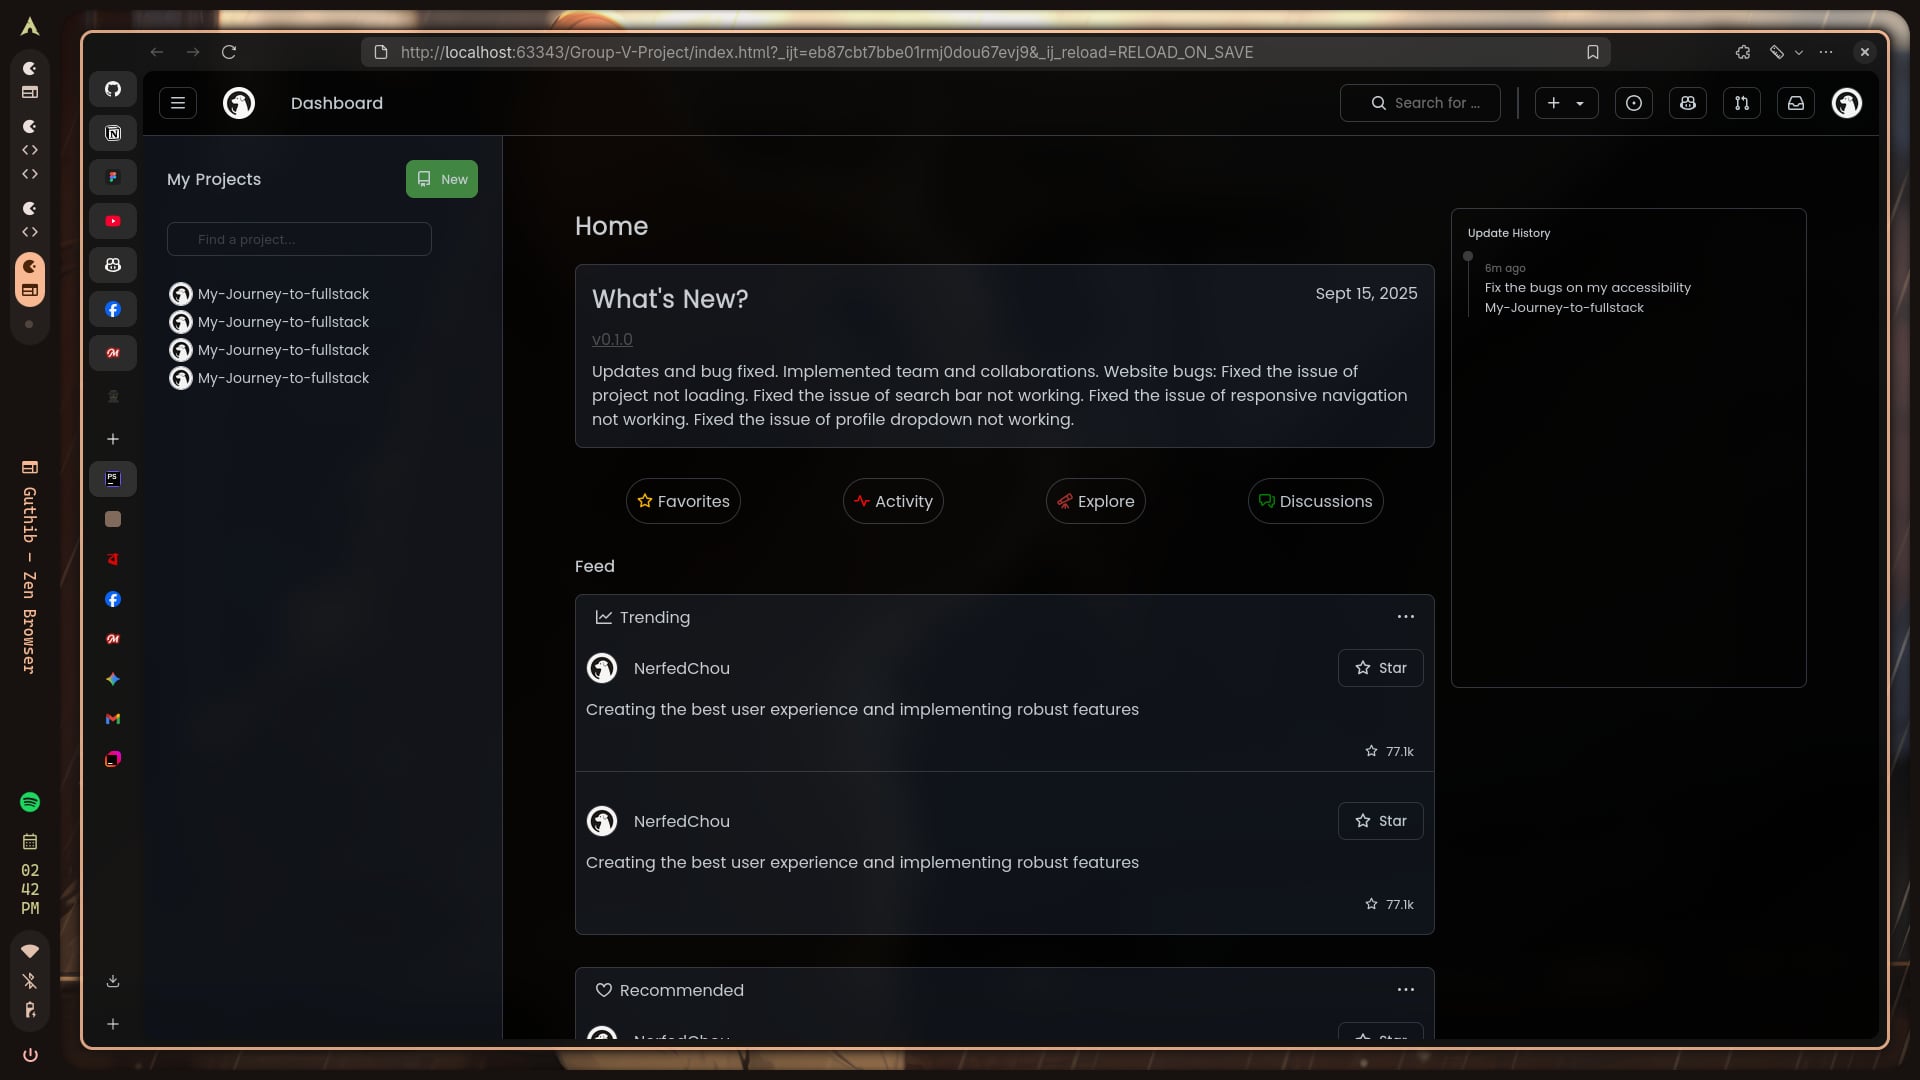 http://localhost:63343/Group-V-Project/index.html?_ijt=eb87cbt7bbe01rmj0dou67evj9&_ij_reload=RELOAD_ON_SAVE
Dashboard
Search for ...
My Projects
New
Find a project...
My-Journey-to-fullstack
My-Journey-to-fullstack
My-Journey-to-fullstack
My-Journey-to-fullstack
Home
What's New?
Sept 15, 2025
v0.1.0
Updates and bug fixed. Implemented team and collaborations. Website bugs: Fixed the issue of
project not loading. Fixed the issue of search bar not working. Fixed the issue of responsive navigation
not working. Fixed the issue of profile dropdown not working.
Favorites
Activity
Explore
Discussions
Feed
Trending
NerfedChou
Star
Creating the best user experience and implementing robust features
77.1k
NerfedChou
Star
Creating the best user experience and implementing robust features
77.1k
Recommended
NerfedChou
Star
Update History
6m ago
Fix the bugs on my accessibility
My-Journey-to-fullstack
Guthib — Zen Browser
PS
02
42
PM